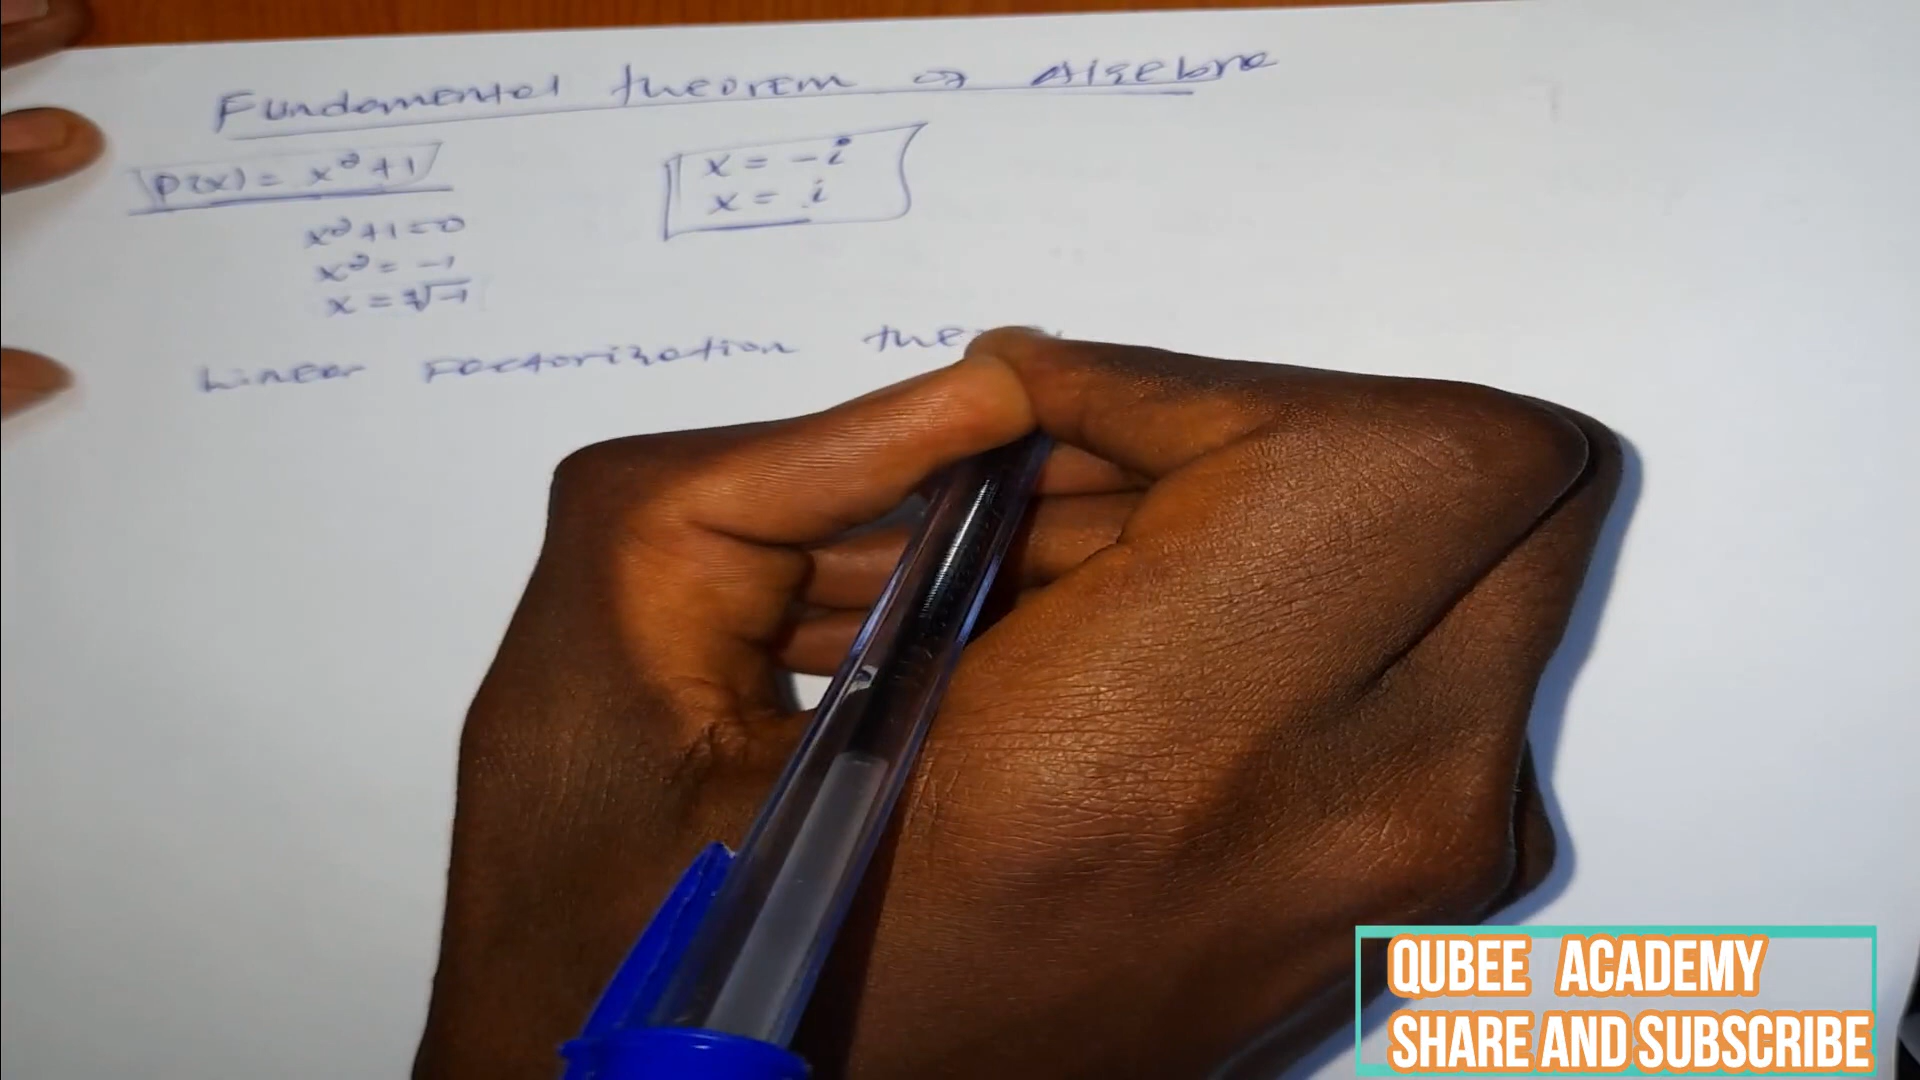 Fundamental theorem of Algebra
P(x) = x² + 1
x² + 1 = 0
x² = -1
x = ±√-1
x = -i
x = i
Linear Factorization
QUBEE ACADEMY
SHARE AND SUBSCRIBE